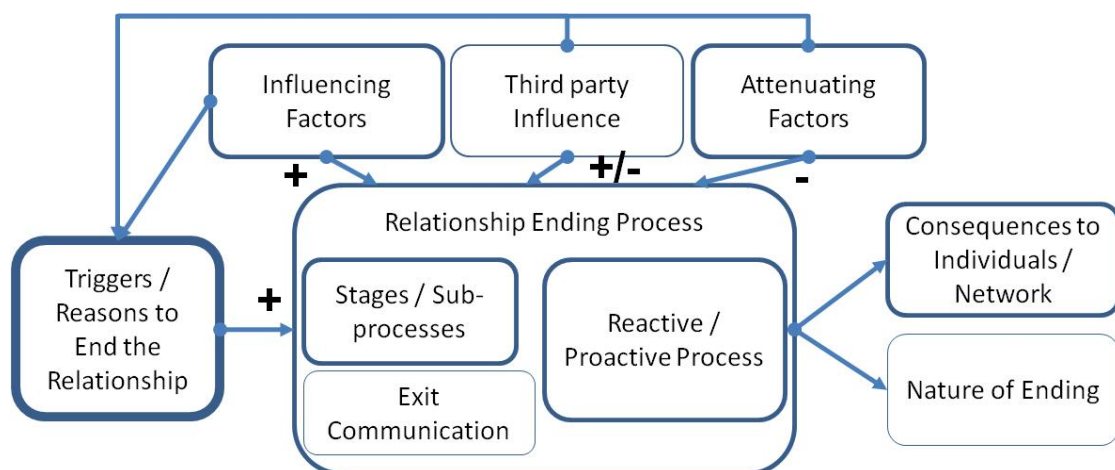 Influencing
Factors
Third party
Influence
Attenuating
Factors
+
+/-
-
Relationship Ending Process
Triggers /
Reasons to
End the
Relationship
+
Stages / Sub-
processes
Exit
Communication
Reactive /
Proactive Process
Consequences to
Individuals /
Network
Nature of Ending